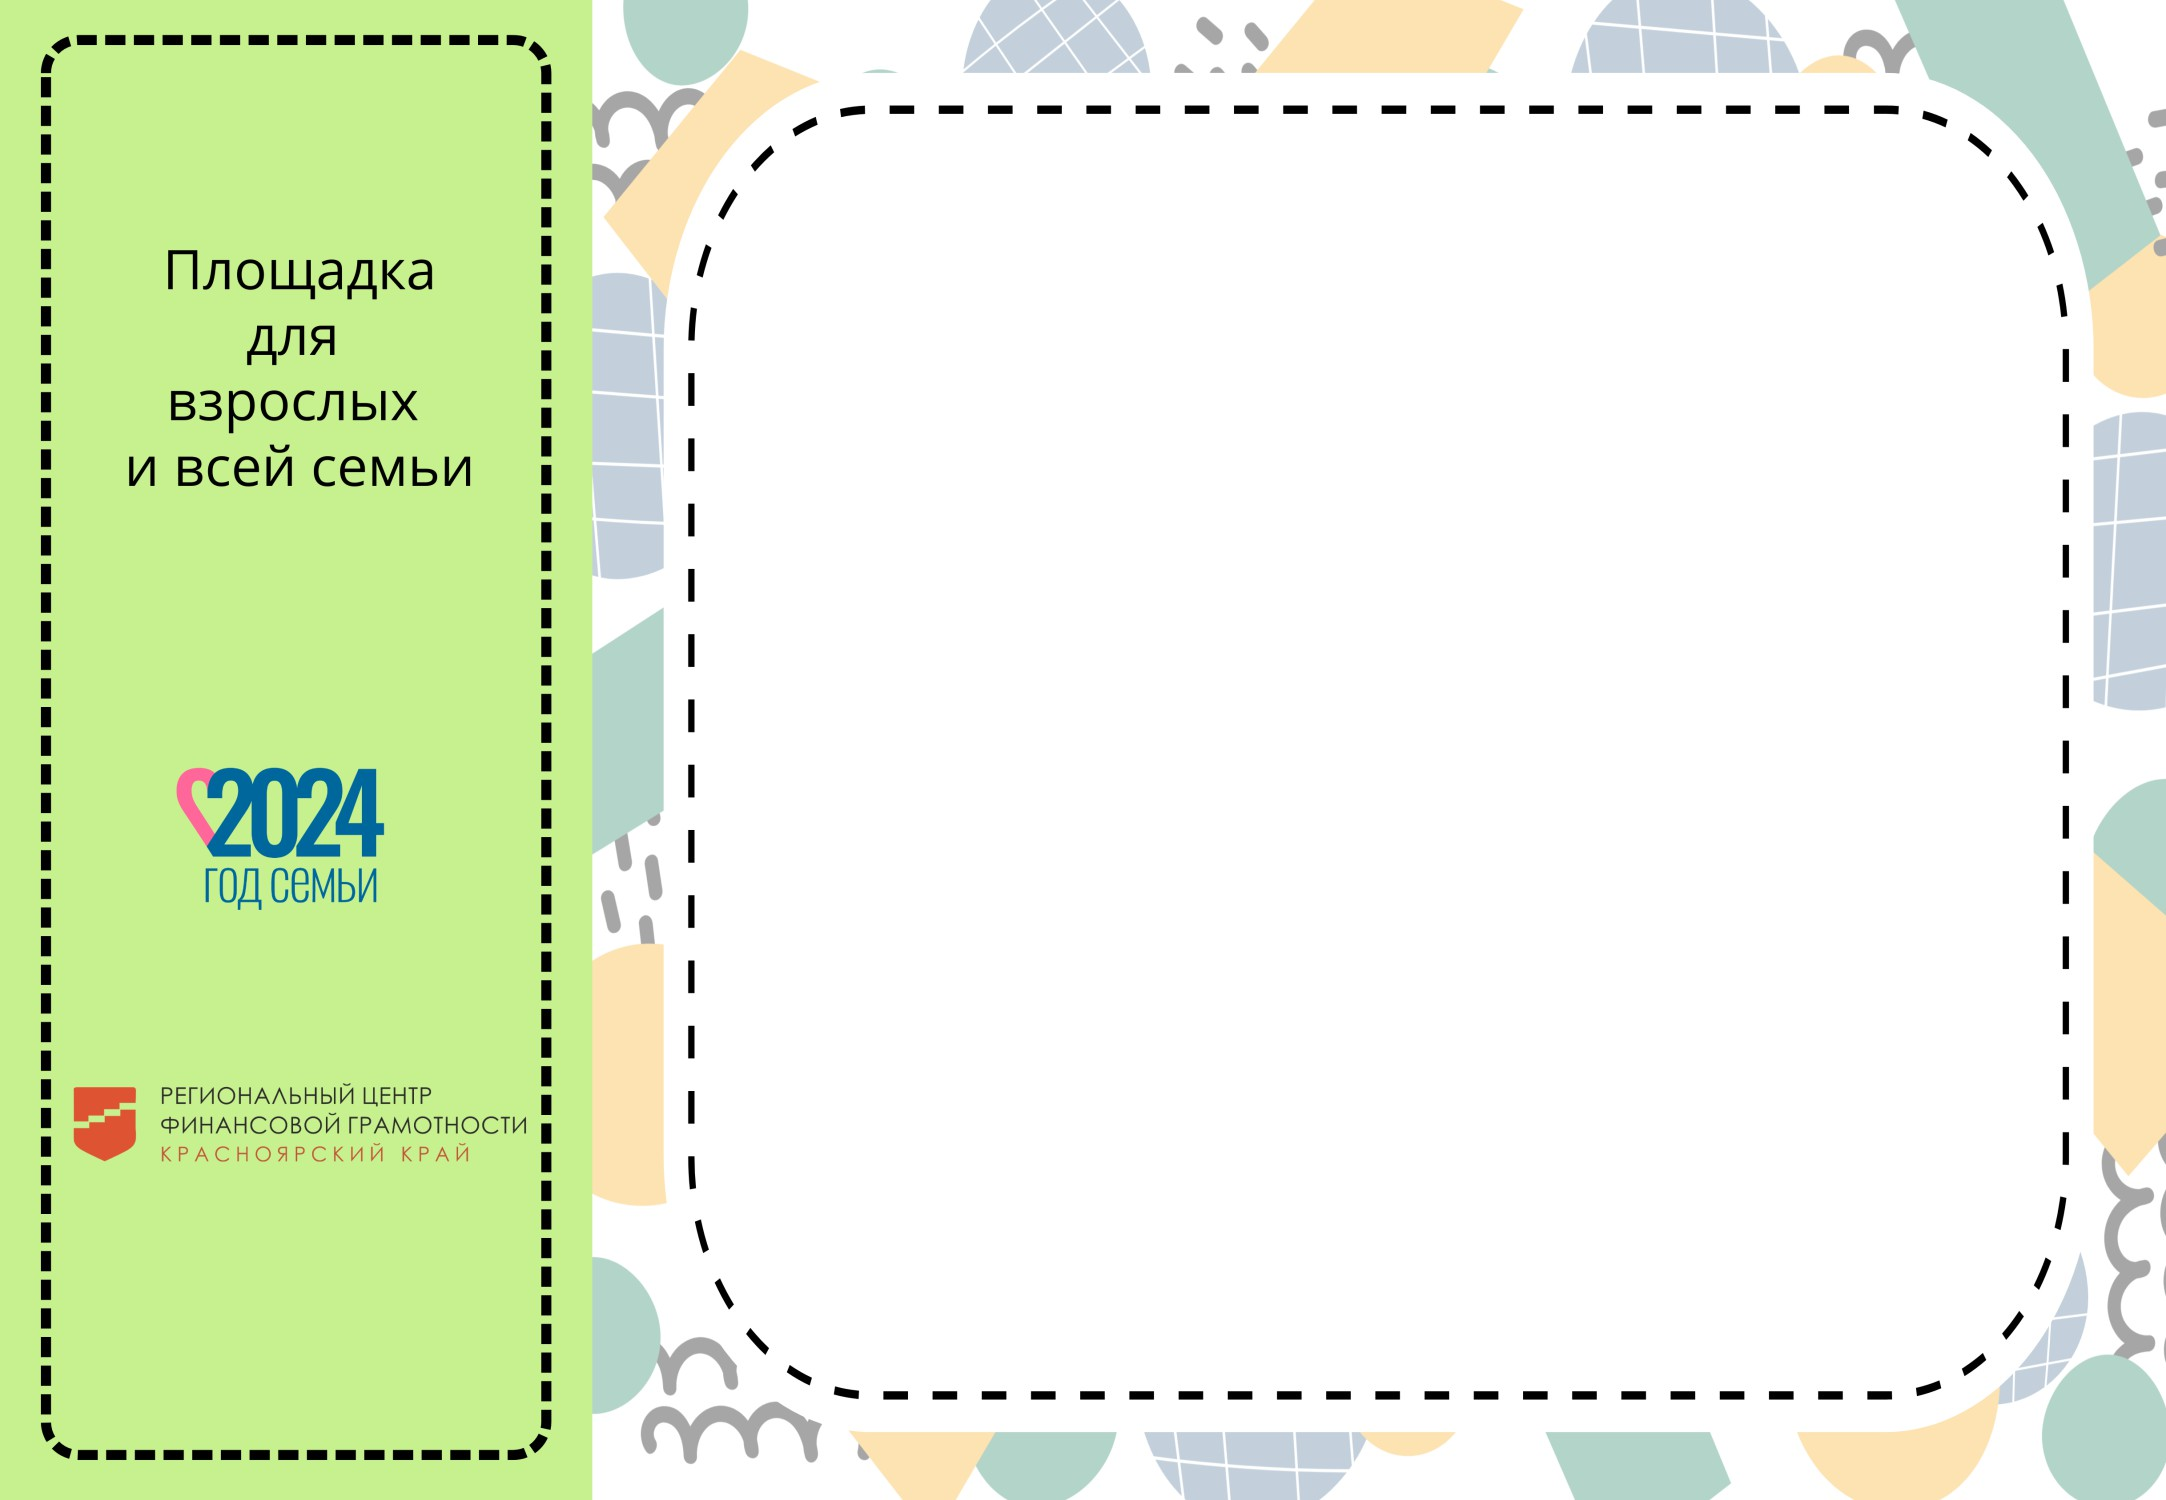 Площадка
для
взрослых
и всей семьи
2024
ГОД СЕМЬИ
РЕГИОНАЛЬНЫЙ ЦЕНТР
ФИНАНСОВОЙ ГРАМОТНОСТИ
КРАСНОЯРСКИЙ КРАЙ